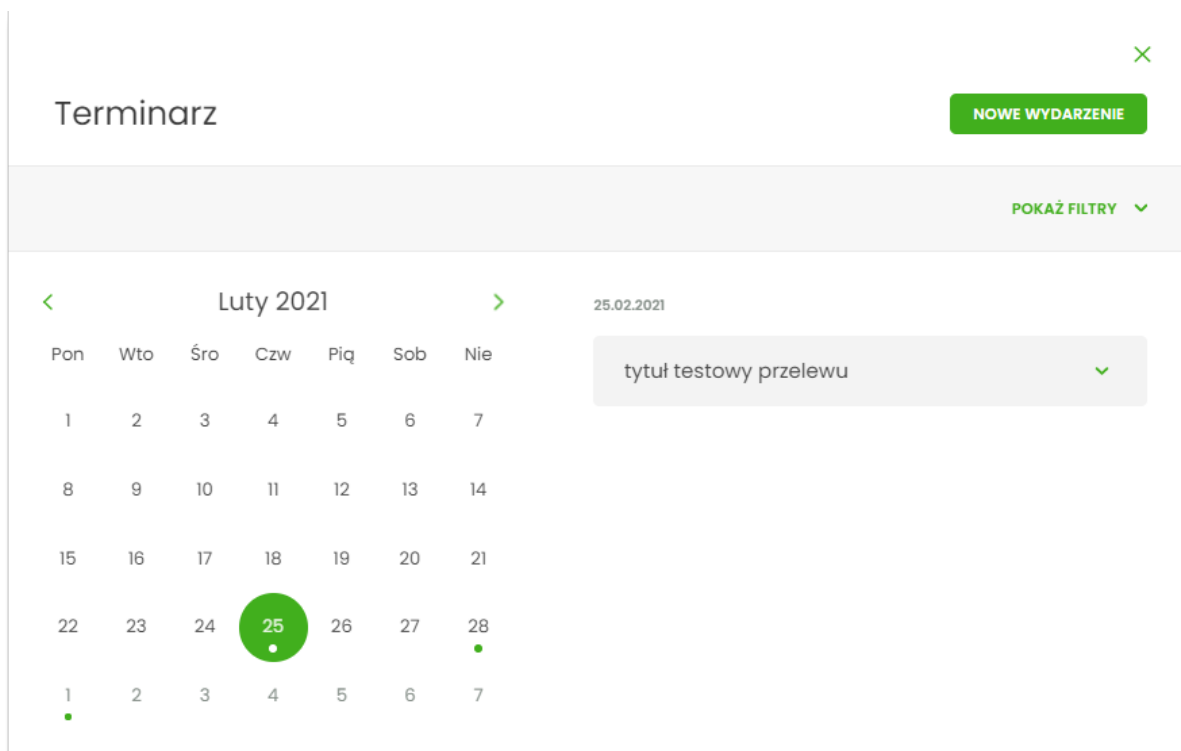 Terminarz
NOWE WYDARZENIE
POKAŻ FILTRY
Luty 2021
Pon Wto Śro Czw Pią Sob Nie
1 2 3 4 5 6 7
8 9 10 11 12 13 14
15 16 17 18 19 20 21
22 23 24 25 26 27 28
1 2 3 4 5 6 7
25.02.2021
tytuł testowy przelewu